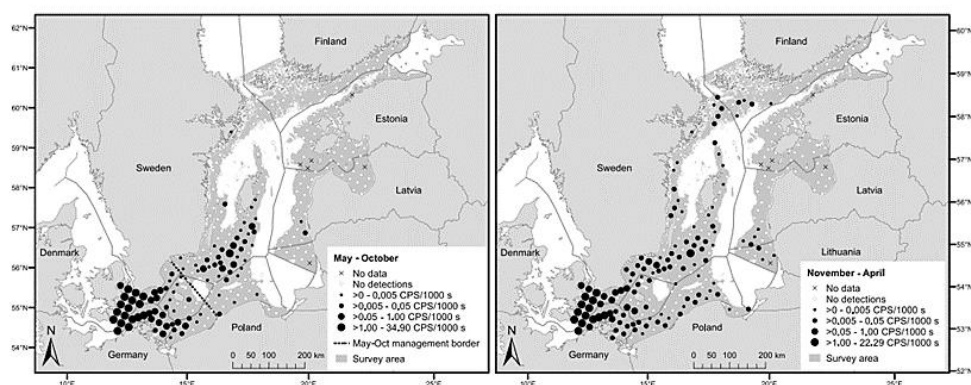 62°N
61°N
60°N
59°N
58°N
57°N
56°N
55°N
54°N
Finland
Estonia
Sweden
Latvia
Denmark
Poland
Germany
N
May - October
No data
No detections
>0 - 0,005 CPS/1000 s
>0,005 - 0,05 CPS/1000 s
>0,05 - 1,00 CPS/1000 s
>1,00 - 34,90 CPS/1000 s
May-Oct management border
Survey area
0 50 100 200 km
10°E 15°E 20°E 25°E
Finland
Estonia
Sweden
Latvia
Lithuania
Denmark
Poland
Germany
N
November - April
No data
No detections
>0 - 0,005 CPS/1000 s
>0,005 - 0,05 CPS/1000 s
>0,05 - 1,00 CPS/1000 s
>1,00 - 22,29 CPS/1000 s
Survey area
0 50 100 200 km
60°N
59°N
58°N
57°N
56°N
55°N
54°N
53°N
52°N
10°E 15°E 20°E 25°E